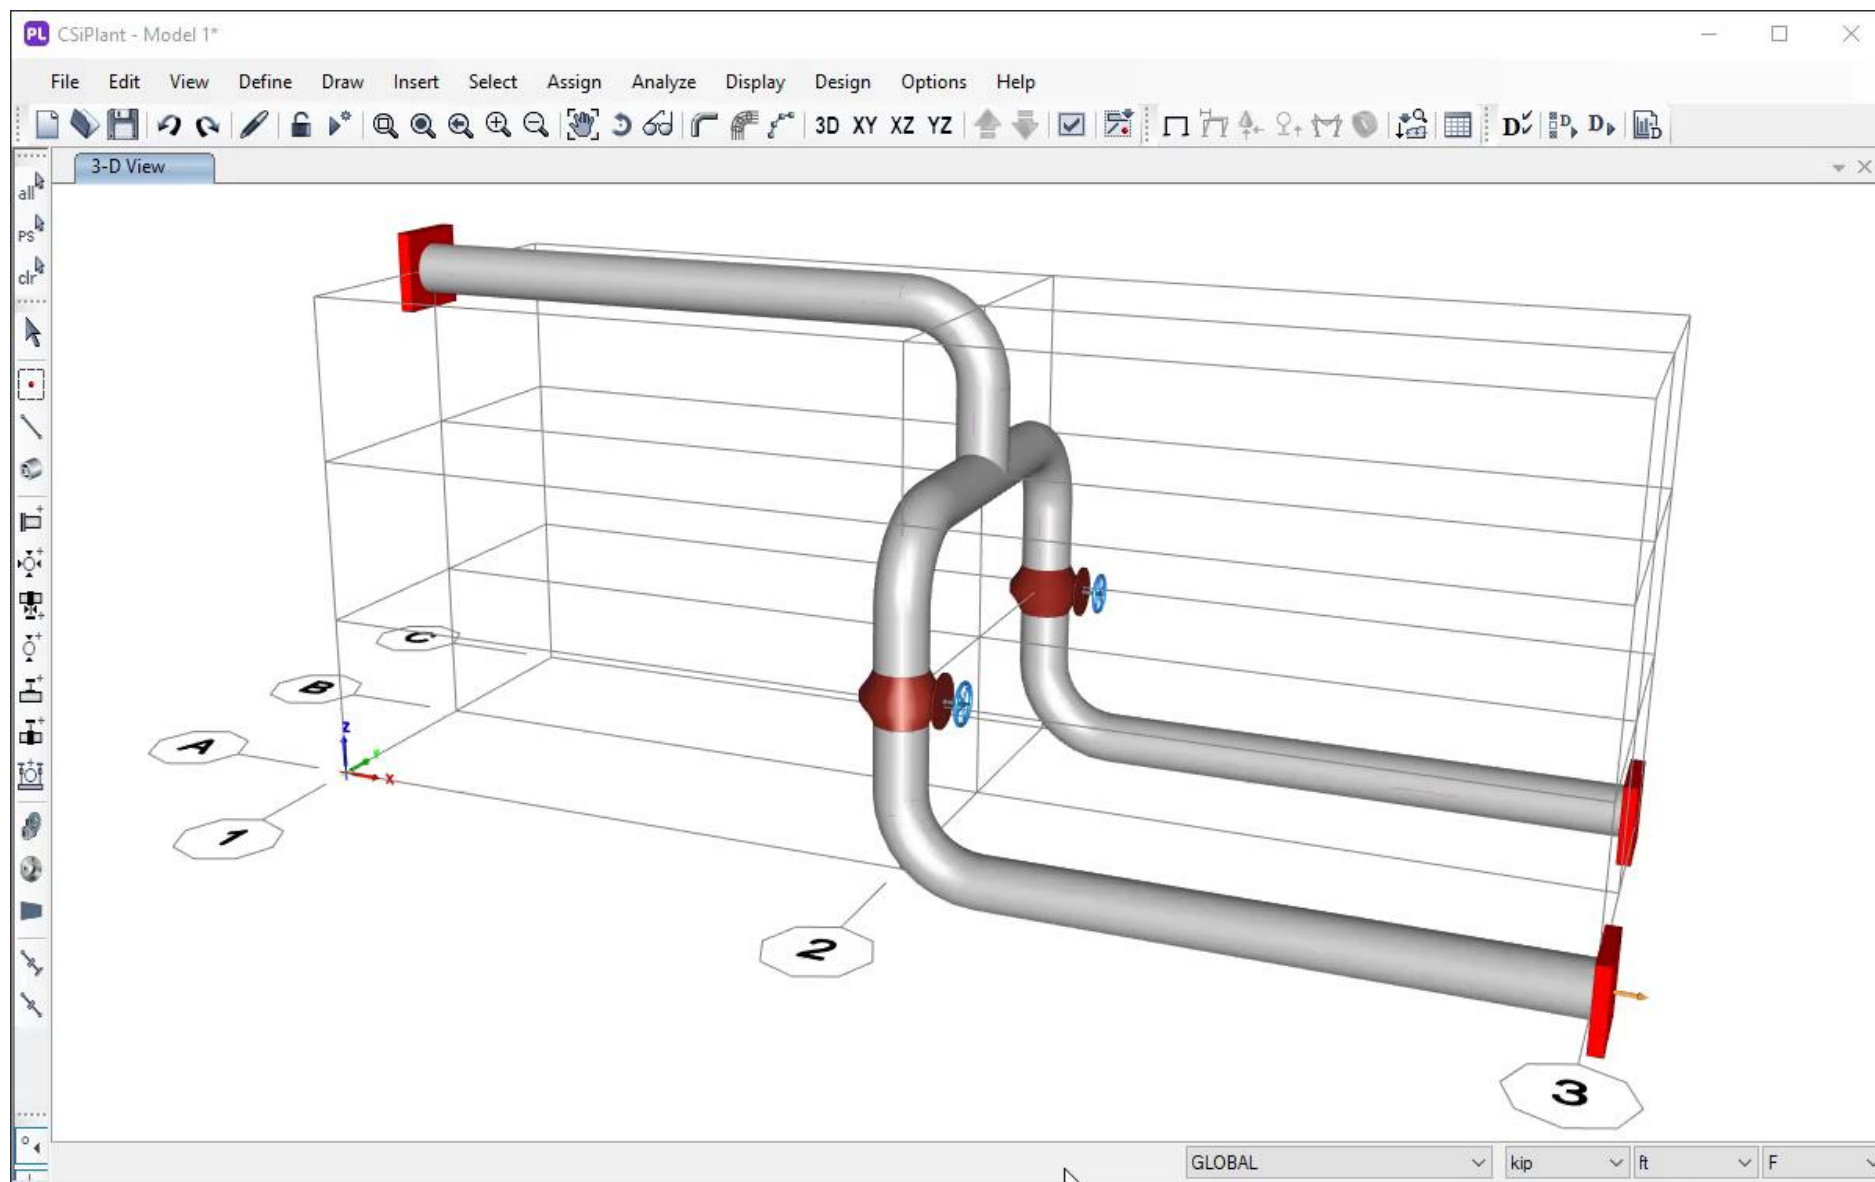 PL CSiPlant - Model 1*
File Edit View Define Draw Insert Select Assign Analyze Display Design Options Help
3D XY XZ YZ D D D D
3-D View
all
PS
clr
C
B
A
Z
X
1
2
3
GLOBAL kip ft F